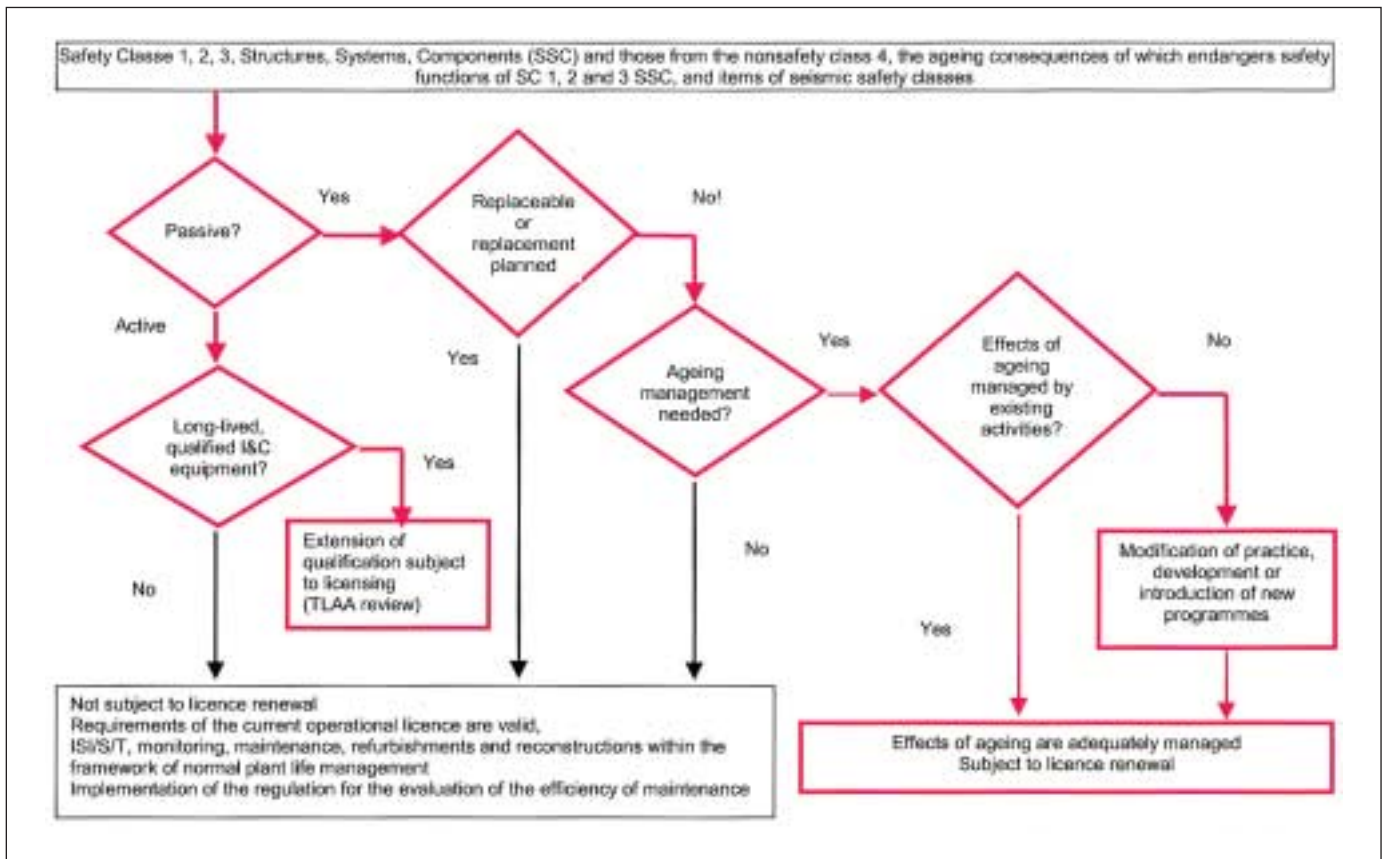 Safety Classe 1, 2, 3, Structures, Systems, Components (SSC) and those from the nonsafety class 4, the ageing consequences of which endangers safety
functions of SC 1, 2 and 3 SSC, and items of seismic safety classes
Passive?
Yes
Replaceable
or
replacement
planned
No!
Active
Yes
Ageing
management
needed?
Yes
Effects of
ageing
managed by
existing
activities?
No
Long-lived,
qualified I&C
equipment?
Yes
Extension of
qualification subject
to licensing
(TLAA review)
No
No
Modification of practice,
development or
introduction of new
programmes
Yes
Not subject to licence renewal
Requirements of the current operational licence are valid,
ISI/S/T, monitoring, maintenance, refurbishments and reconstructions within the
framework of normal plant life management
Implementation of the regulation for the evaluation of the efficiency of maintenance
Effects of ageing are adequately managed
Subject to licence renewal